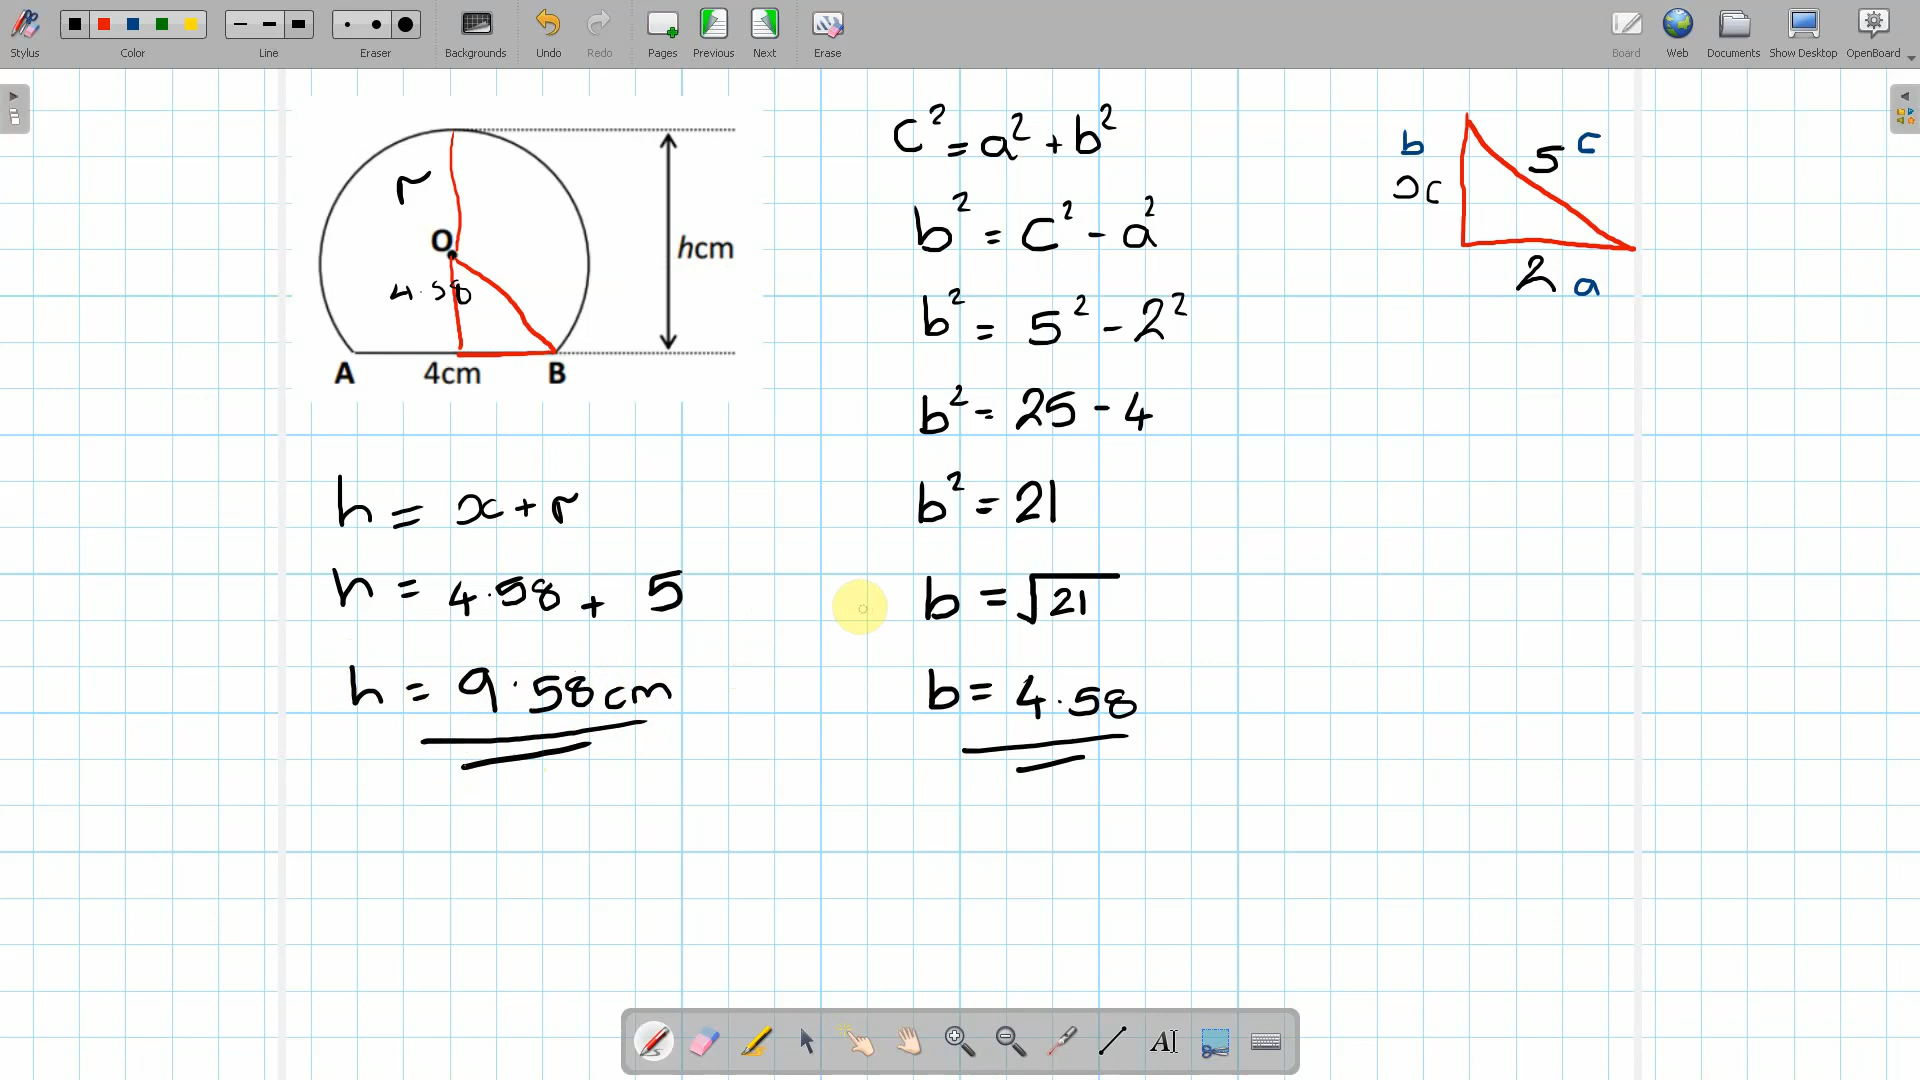 Stylus
Color
Line
Eraser
Backgrounds
Undo
Redo
Pages
Previous
Next
Erase
Board
Web
Documents
Show Desktop
OpenBoard
r
O
4.58
hcm
A
4cm
B
h = x + r
h = 4.58 + 5
h = 9.58cm
c² = a² + b²
b² = c² - a²
b² = 5² - 2²
b² = 25 - 4
b² = 21
b = √21
b = 4.58
b
x
5 c
2 a